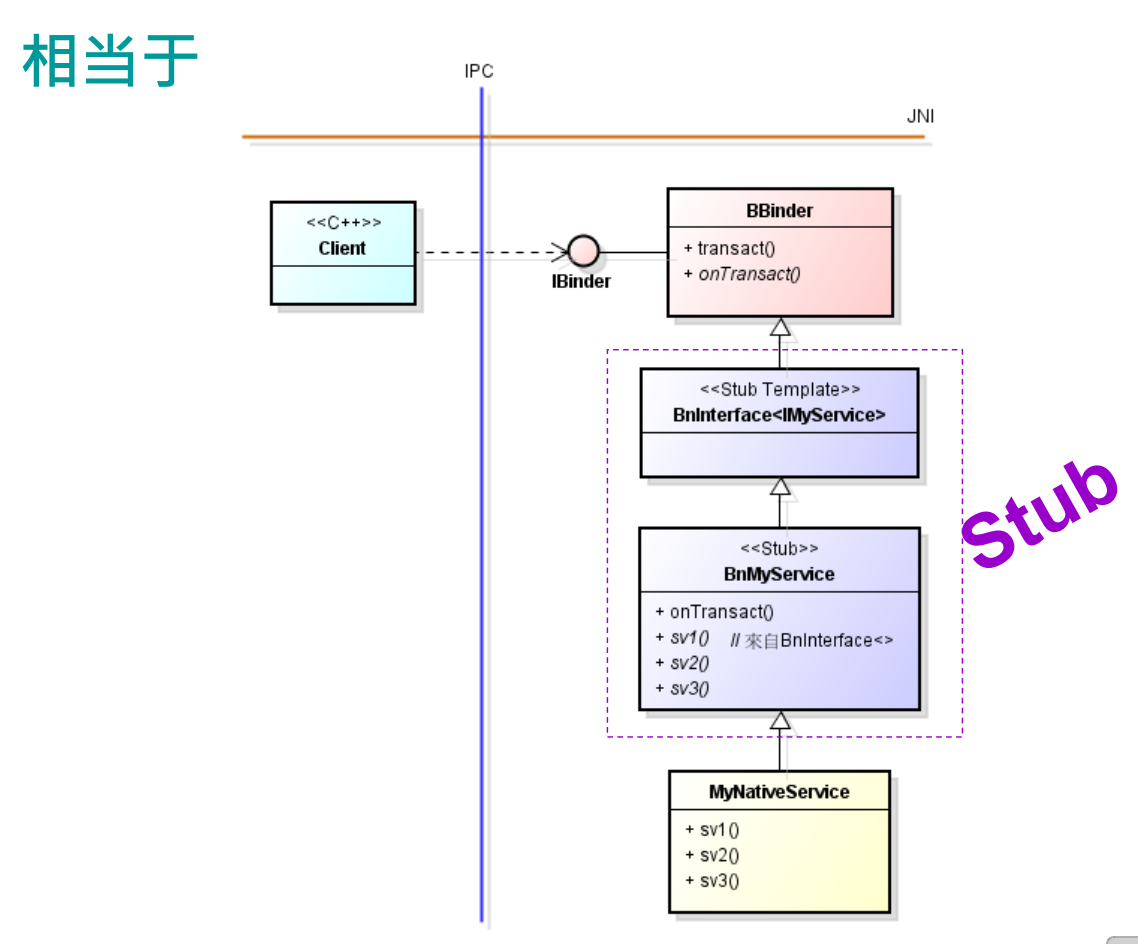 相当于
IPC
JNI
<<C++>>
Client
IBinder
BBinder
+ transact()
+ onTransact()
<<Stub Template>>
BnInterface<IMyService>
<<Stub>>
BnMyService
+ onTransact()
+ sv1() // 來自BnInterface<>
+ sv2()
+ sv3()
Stub
MyNativeService
+ sv1()
+ sv2()
+ sv3()